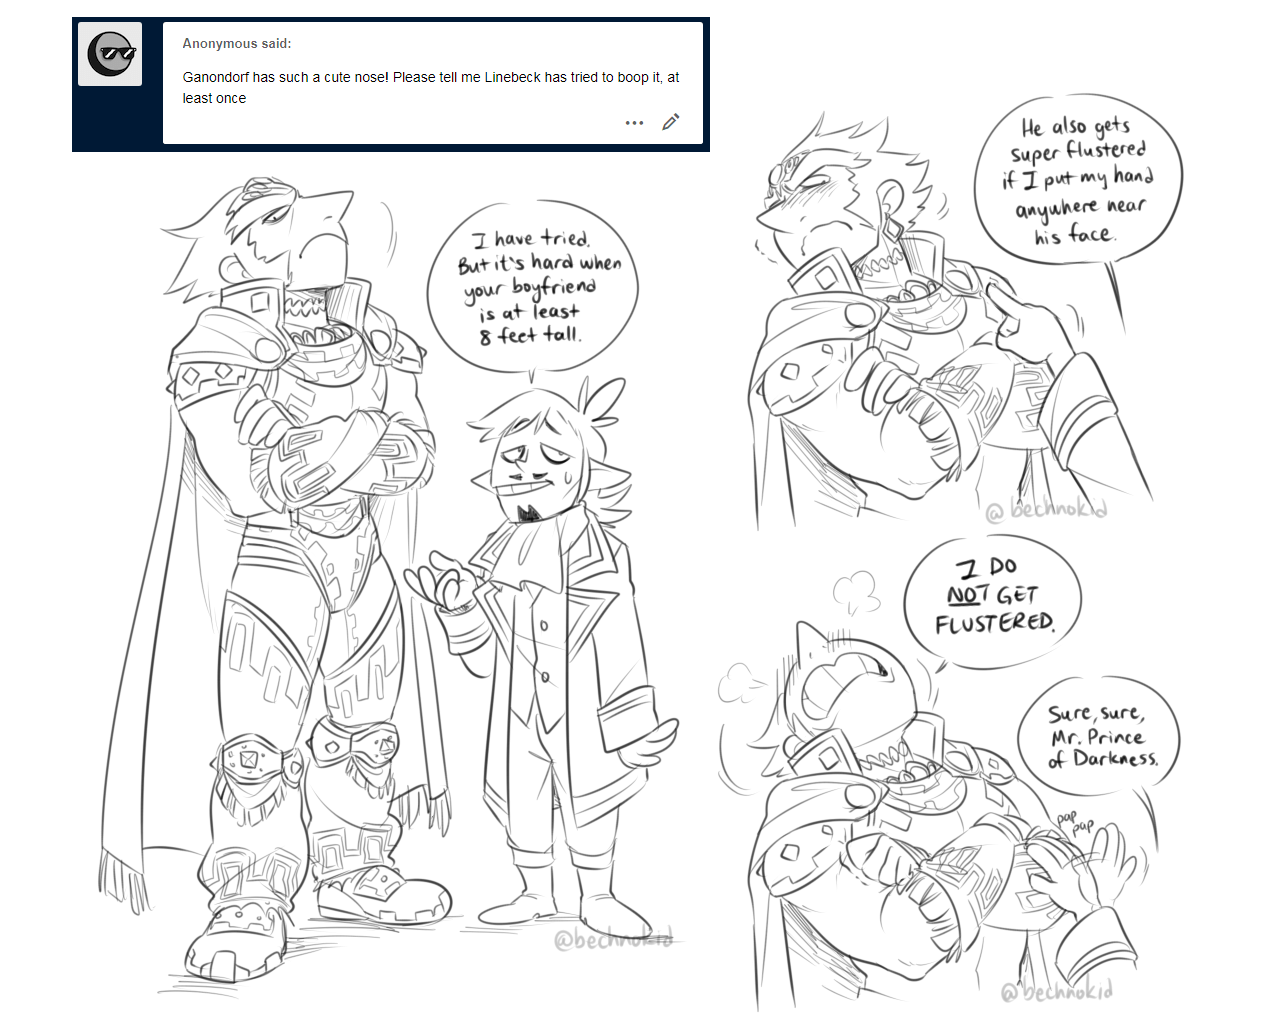 Anonymous said:
Ganondorf has such a cute nose! Please tell me Linebeck has tried to boop it, at
least once
I have tried.
But it's hard when
your boyfriend
is at least
8 feet tall.
@bechnokid
He also gets
super flustered
if I put my hand
anywhere near
his face.
@bechnokid
I DO
NOT GET
FLUSTERED.
Sure, sure,
Mr. Prince
of Darkness.
pap
pap
@bechnokid